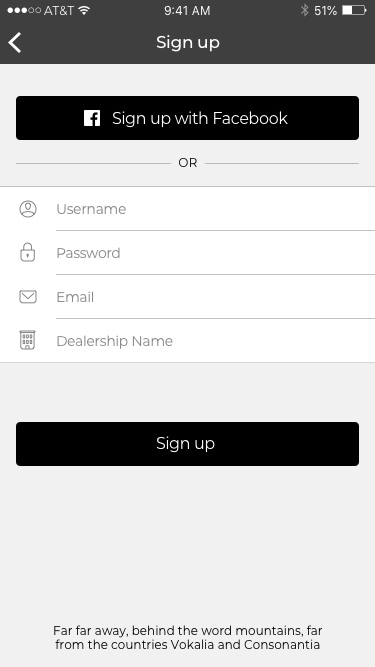 AT&T 9:41 AM 51%
Sign up
Sign up with Facebook
OR
Username
Password
Email
Dealership Name
Sign up
Far far away, behind the word mountains, far
from the countries Vokalia and Consonantia